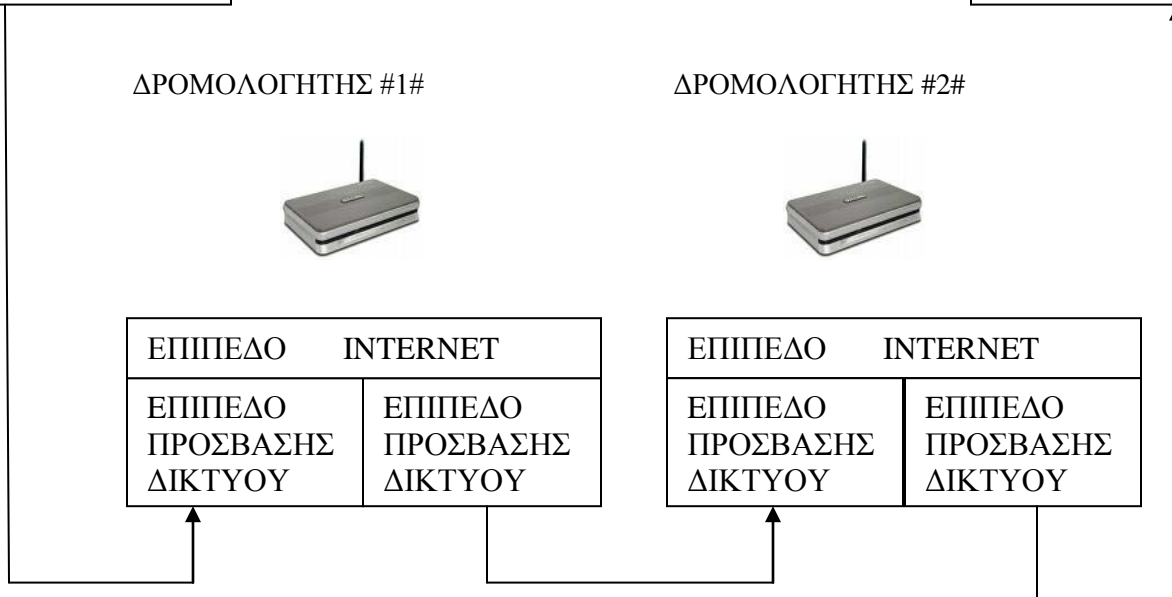 ΔΡΟΜΟΛΟΓΗΤΗΣ #1#
ΔΡΟΜΟΛΟΓΗΤΗΣ #2#
ΕΠΙΠΕΔΟ INTERNET
ΕΠΙΠΕΔΟ
ΠΡΟΣΒΑΣΗΣ
ΔΙΚΤΥΟΥ
ΕΠΙΠΕΔΟ
ΠΡΟΣΒΑΣΗΣ
ΔΙΚΤΥΟΥ
ΕΠΙΠΕΔΟ INTERNET
ΕΠΙΠΕΔΟ
ΠΡΟΣΒΑΣΗΣ
ΔΙΚΤΥΟΥ
ΕΠΙΠΕΔΟ
ΠΡΟΣΒΑΣΗΣ
ΔΙΚΤΥΟΥ